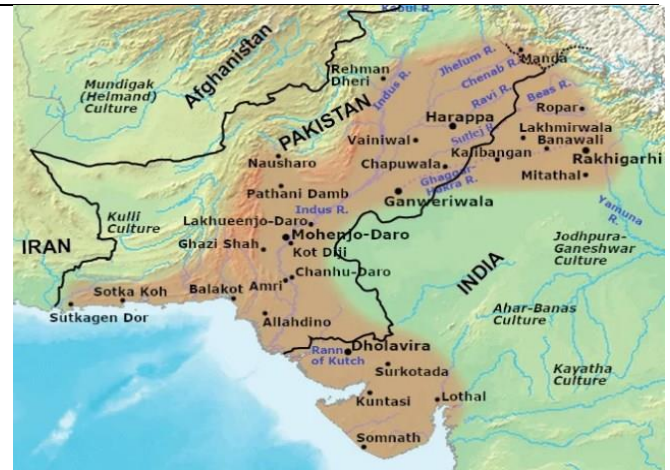 Kabul R.
Afghanistan
Mundigak
(Helmand)
Culture
Rehman
Dheri
Indus R.
Jhelum R.
Manda
Chenab R.
Ravi R.
Beas R.
PAKISTAN
Harappa
Ropar
Vainiwal
Sutlej R.
Lakhmirwala
Banawali
Nausharo
Chapuwala
Kalibangan
Rakhigarhi
Ghaggar-
Hakra R.
Mitathal
Pathani Damb
Ganweriwala
Yamuna
R.
Kulli
Culture
Indus R.
Lakhueenjo-Daro
Mohenjo-Daro
Ghazi Shah
Kot Diji
IRAN
Jodhpura-
Ganeshwar
Culture
INDIA
Chanhu-Daro
Amri
Sotka Koh
Balakot
Sutkagen Dor
Allahdino
Ahar-Banas
Culture
Rann
of Kutch
Dholavira
Surkotada
Kayatha
Culture
Kuntasi
Lothal
Somnath